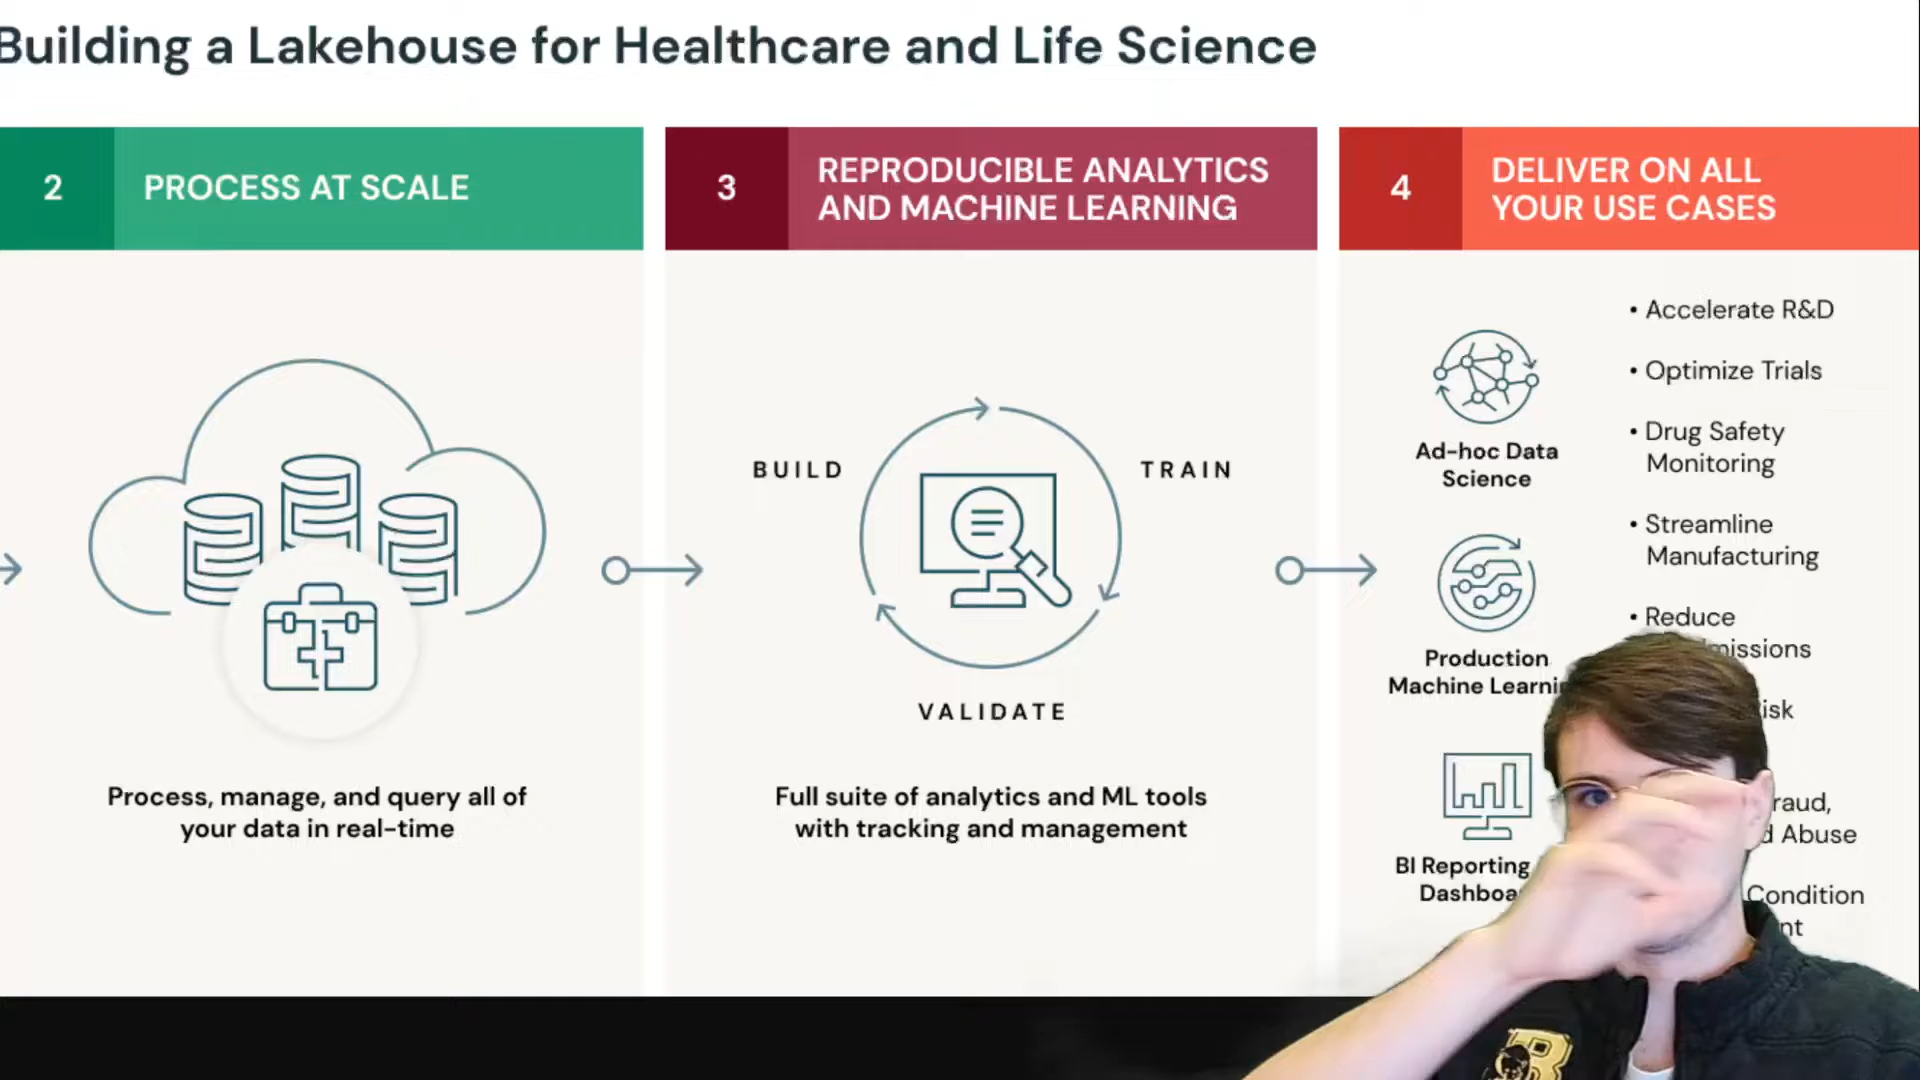 Building a Lakehouse for Healthcare and Life Science
2
PROCESS AT SCALE
Process, manage, and query all of
your data in real-time
3
REPRODUCIBLE ANALYTICS
AND MACHINE LEARNING
BUILD
TRAIN
VALIDATE
Full suite of analytics and ML tools
with tracking and management
4
DELIVER ON ALL
YOUR USE CASES
Ad-hoc Data
Science
Production
Machine
BI Reporting
• Accelerate R&D
• Optimize Trials
• Drug Safety
Monitoring
• Streamline
Manufacturing
• Reduce
Abuse
Condition
B